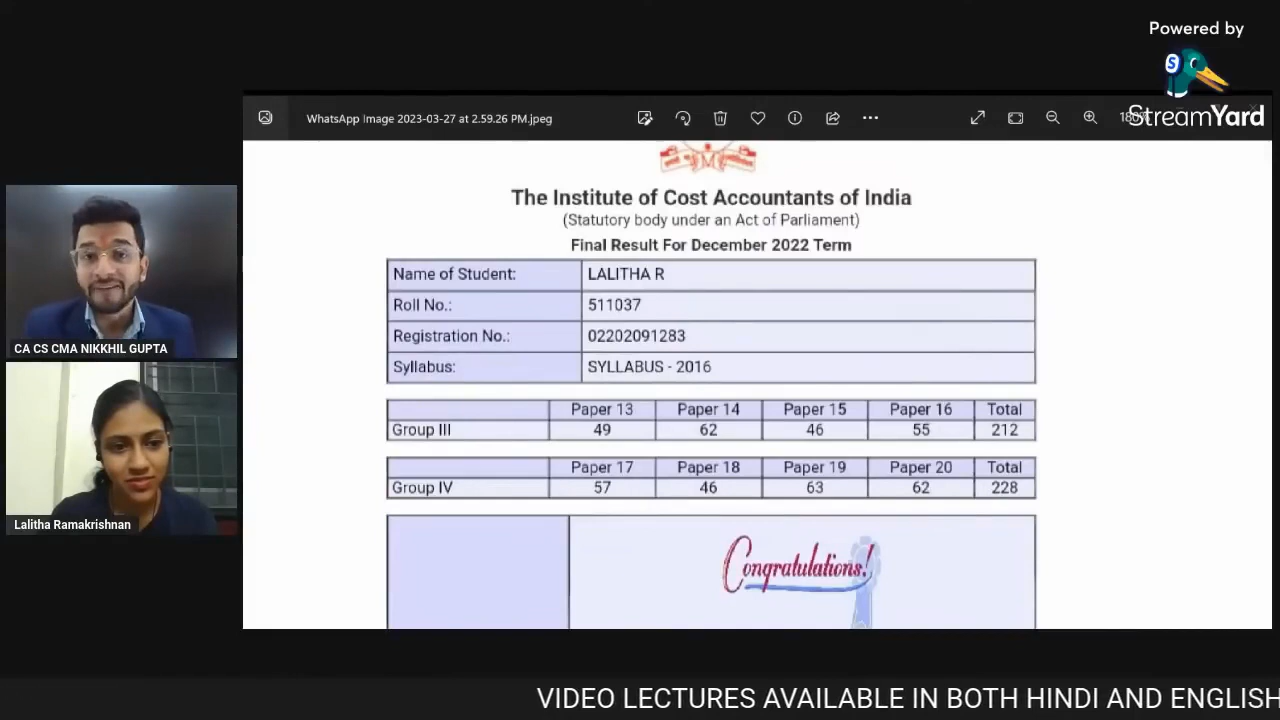 Powered by
StreamYard
WhatsApp Image 2023-03-27 at 2.59.26 PM.jpeg
The Institute of Cost Accountants of India
(Statutory body under an Act of Parliament)
Final Result For December 2022 Term
Name of Student: LALITHA R
Roll No.: 511037
Registration No.: 02202091283
Syllabus: SYLLABUS - 2016
Paper 13 Paper 14 Paper 15 Paper 16 Total
Group III 49 62 46 55 212
Paper 17 Paper 18 Paper 19 Paper 20 Total
Group IV 57 46 63 62 228
Congratulations!
CA CS CMA NIKKHIL GUPTA
Lalitha Ramakrishnan
VIDEO LECTURES AVAILABLE IN BOTH HINDI AND ENGLISH